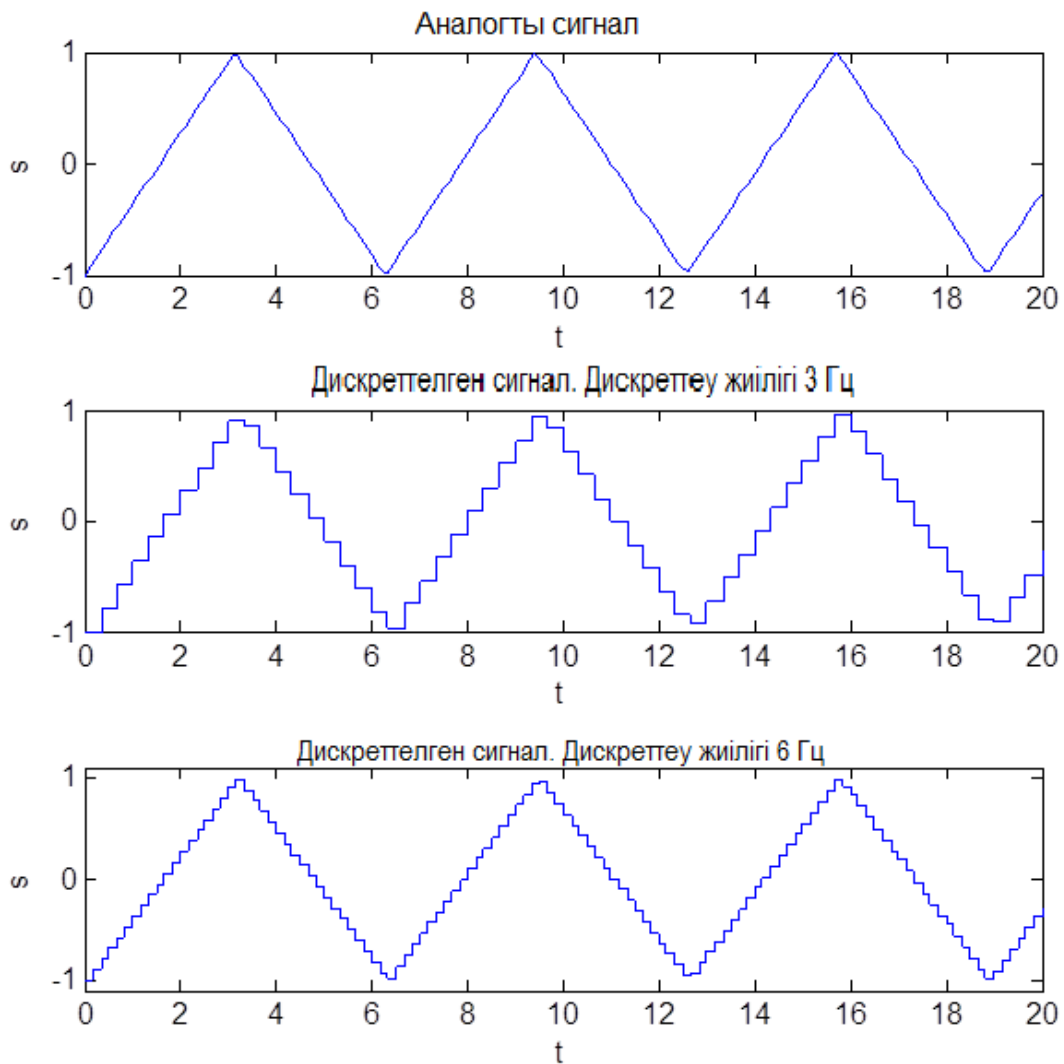 Аналогты сигнал
1
0
-1
s
0 2 4 6 8 10 12 14 16 18 20
t
Дискреттелген сигнал. Дискреттеу жиілігі 3 Гц
1
0
-1
s
0 2 4 6 8 10 12 14 16 18 20
t
Дискреттелген сигнал. Дискреттеу жиілігі 6 Гц
1
0
-1
s
0 2 4 6 8 10 12 14 16 18 20
t